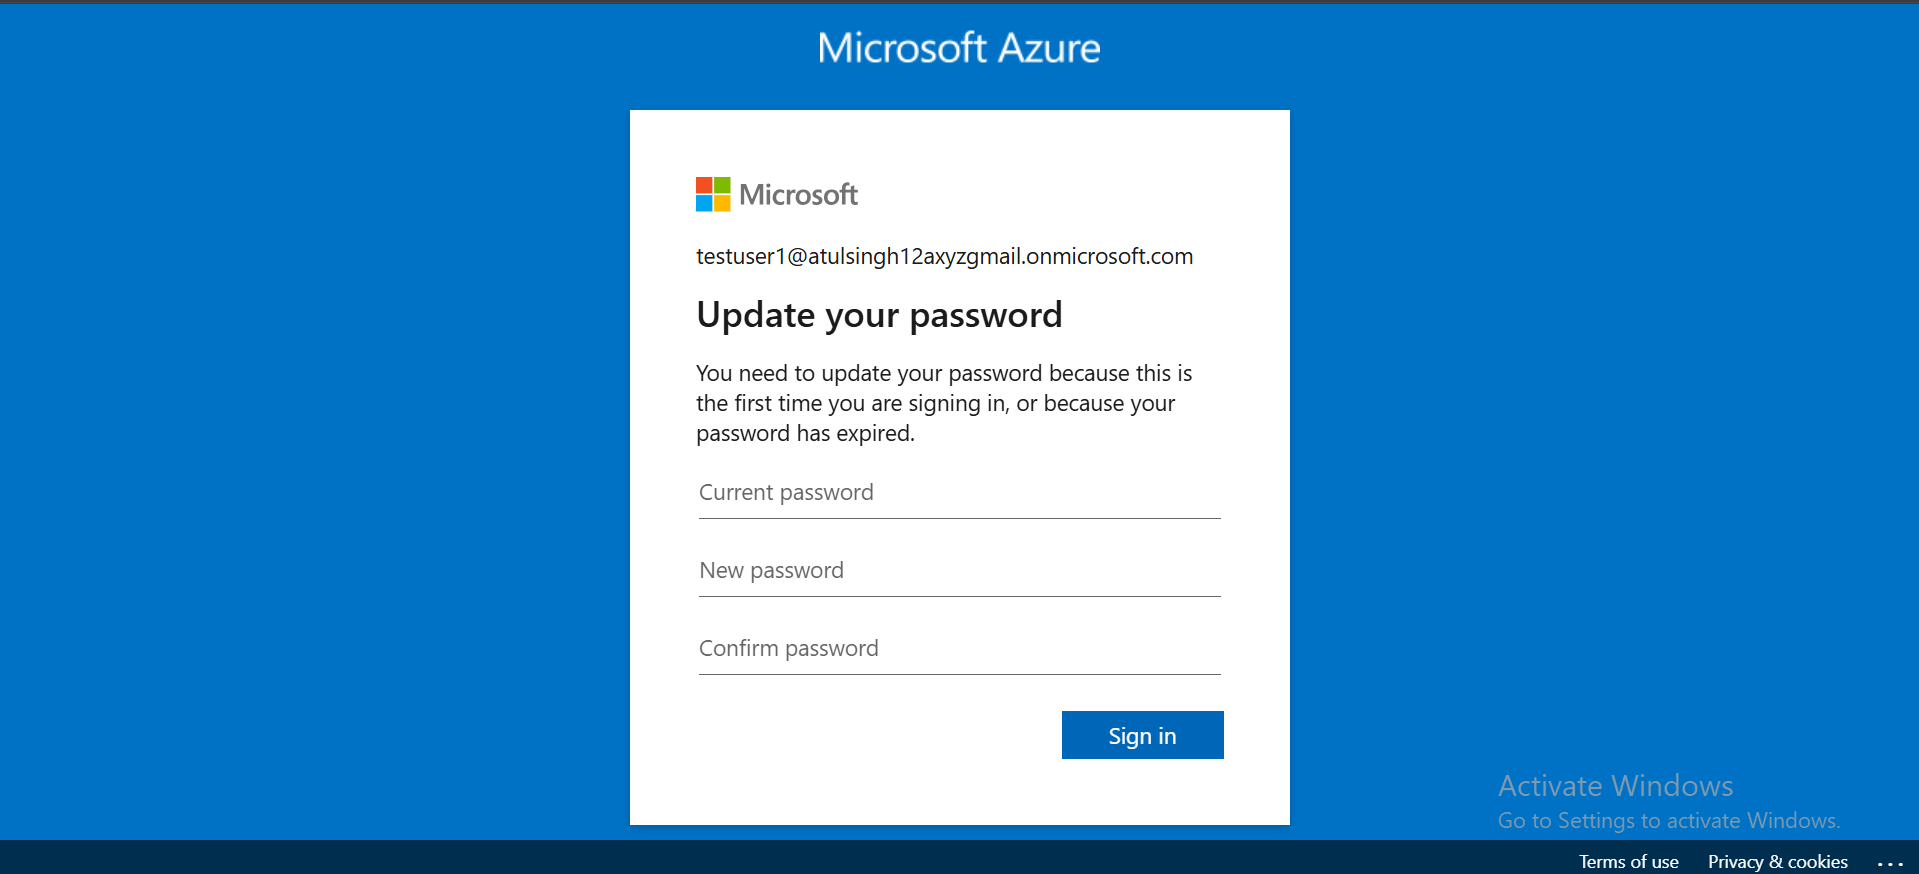 Microsoft Azure
Microsoft
testuser1@atulsingh12axyzgmail.onmicrosoft.com
Update your password
You need to update your password because this is
the first time you are signing in, or because your
password has expired.
Current password
New password
Confirm password
Sign in
Activate Windows
Go to Settings to activate Windows.
Terms of use Privacy & cookies ...